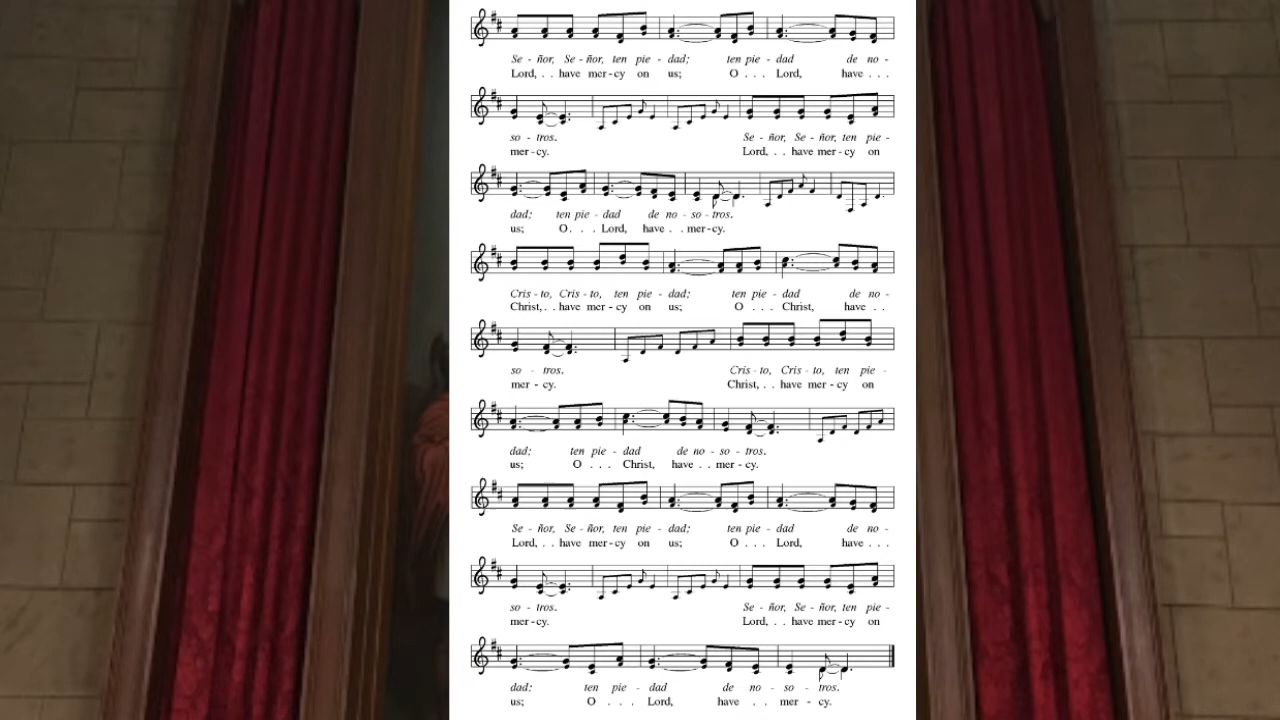 Se - ñor, Se - ñor, ten pie - dad; ten pie - dad de no -
Lord, . . have mer - cy on us; O . . . Lord, have . . .
so - tros. Se - ñor, Se - ñor, ten pie -
mer - cy. Lord, . . have mer - cy on
dad; ten pie - dad de no - so - tros.
us; O . . . Lord, have . . mer - cy.
Cris - to, Cris - to, ten pie - dad; ten pie - dad de no -
Christ, . . have mer - cy on us; O . . . Christ, have . .
so - tros. Cris - to, Cris - to, ten pie -
mer - cy. Christ, . . have mer - cy on
dad; ten pie - dad de no - so - tros.
us; O . . . Christ, have . . mer - cy.
Se - ñor, Se - ñor, ten pie - dad; ten pie - dad de no -
Lord, . . have mer - cy on us; O . . . Lord, have . . .
so - tros. Se - ñor, Se - ñor, ten pie -
mer - cy. Lord, . . have mer - cy on
dad; ten pie - dad de no - so - tros.
us; O . . . Lord, have . . mer - cy.